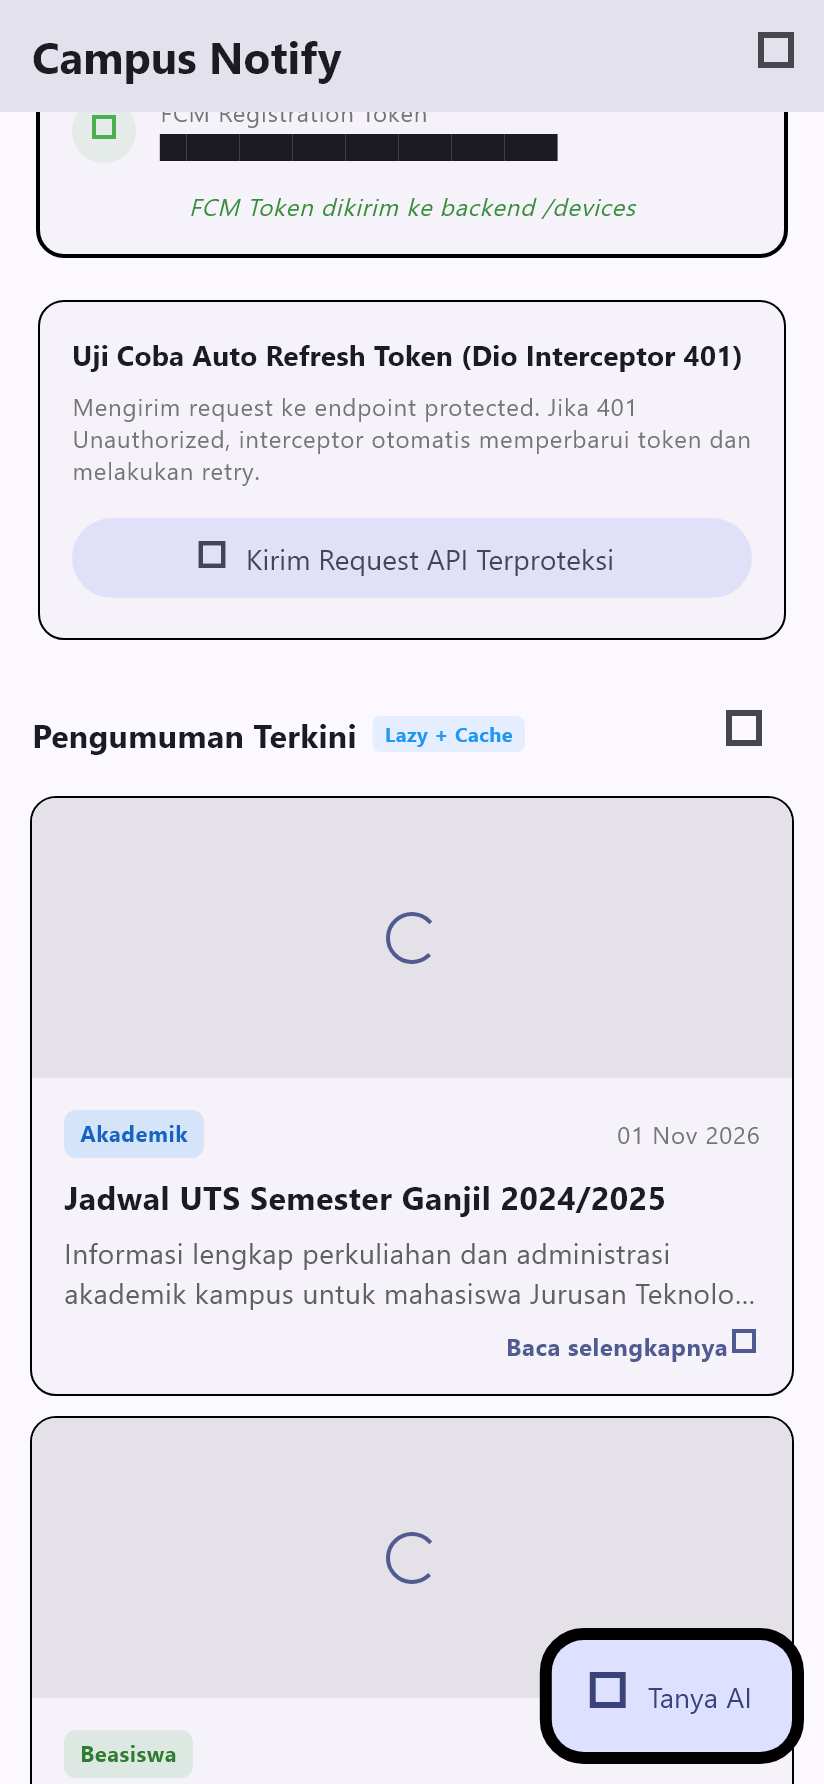 Campus Notify
FCM Registration Token
FCM Token dikirim ke backend /devices
Uji Coba Auto Refresh Token (Dio Interceptor 401)
Mengirim request ke endpoint protected. Jika 401
Unauthorized, interceptor otomatis memperbarui token dan
melakukan retry.
Kirim Request API Terproteksi
Pengumuman Terkini
Lazy + Cache
Akademik
01 Nov 2026
Jadwal UTS Semester Ganjil 2024/2025
Informasi lengkap perkuliahan dan administrasi
akademik kampus untuk mahasiswa Jurusan Teknolo...
Baca selengkapnya
Tanya AI
Beasiswa